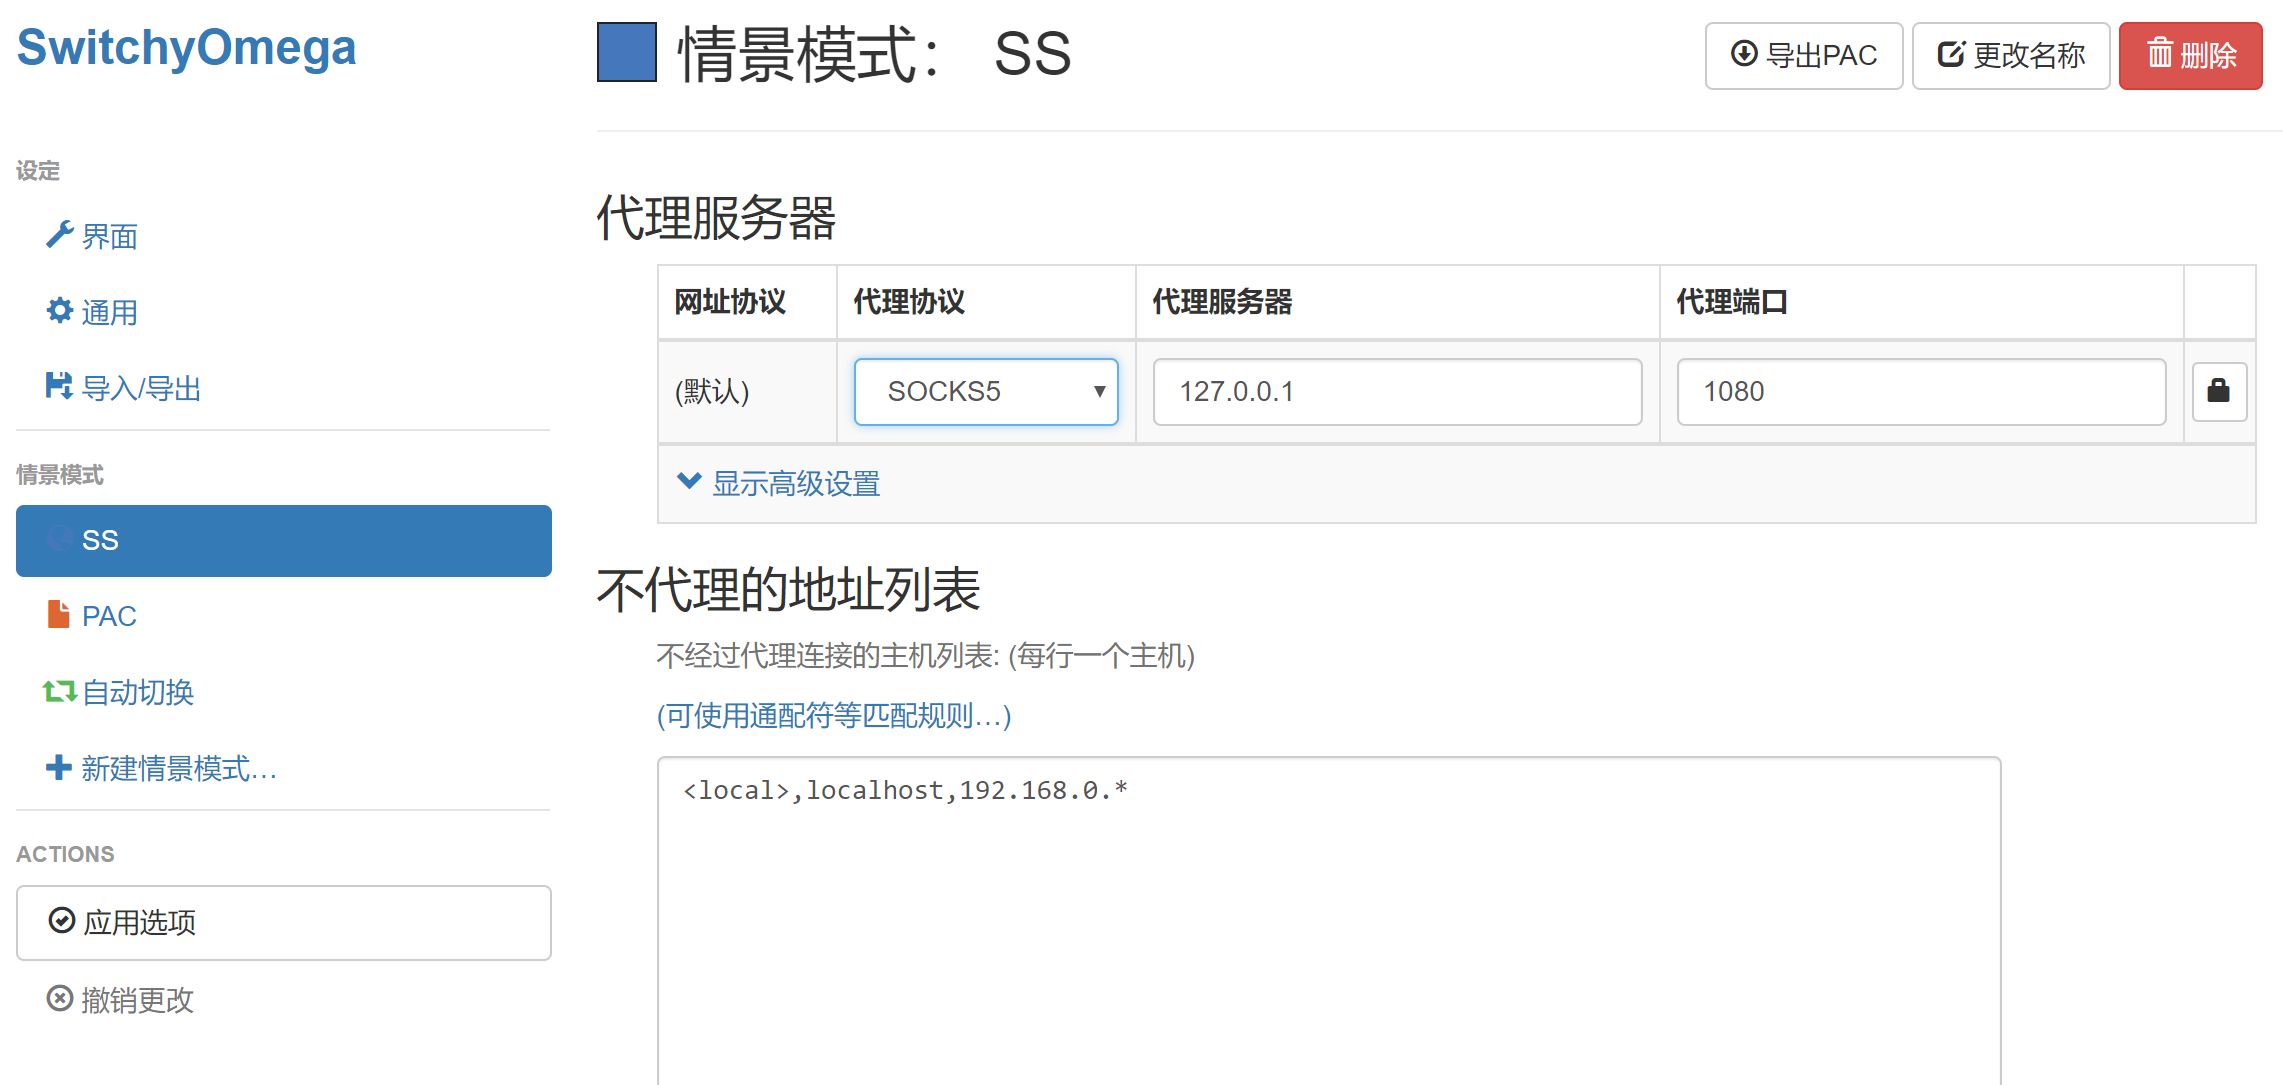 SwitchyOmega
设定
界面
通用
导入/导出
情景模式
SS
PAC
自动切换
新建情景模式…
ACTIONS
应用选项
撤销更改
情景模式： SS
导出PAC
更改名称
删除
代理服务器
网址协议 代理协议 代理服务器 代理端口
(默认) SOCKS5 127.0.0.1 1080
显示高级设置
不代理的地址列表
不经过代理连接的主机列表: (每行一个主机)
(可使用通配符等匹配规则…)
<local>,localhost,192.168.0.*